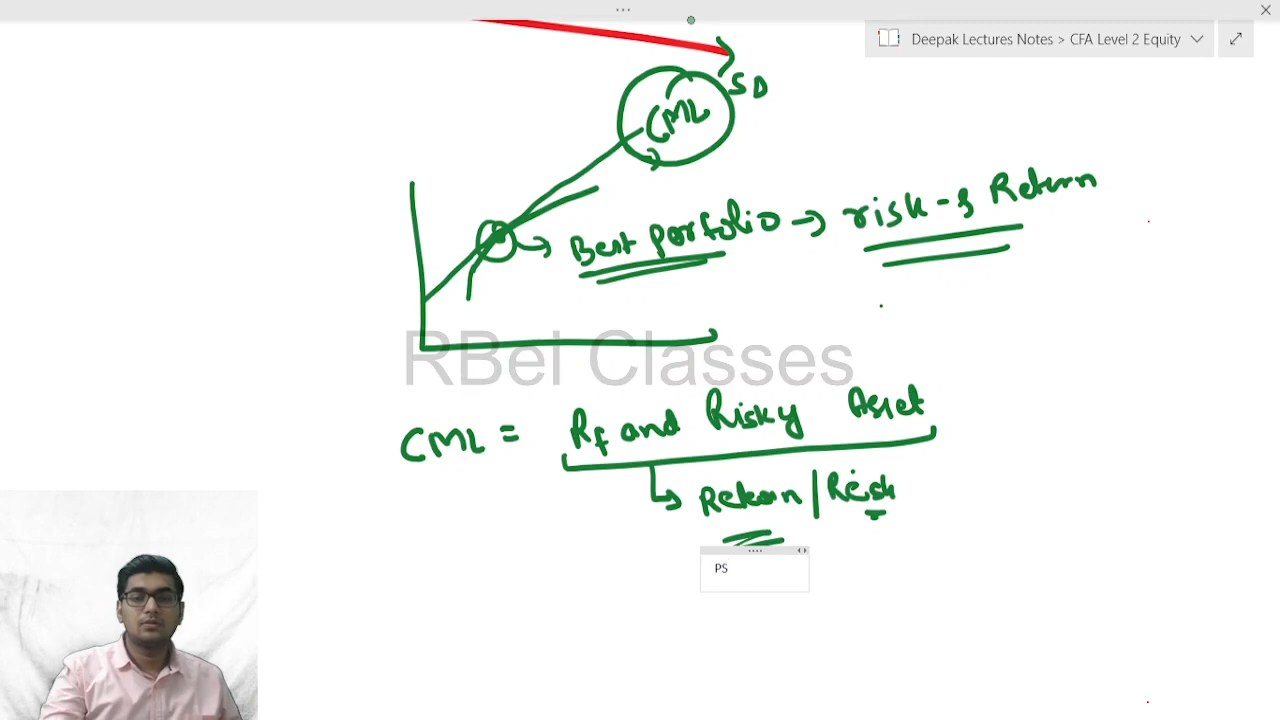 Deepak Lectures Notes > CFA Level 2 Equity
SD
CML
Best portfolio → risk - & Return
RBei Classes
CML = Rf and Risky Asset
Return | Risk
PS